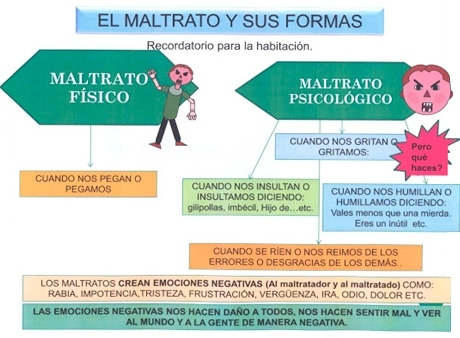 EL MALTRATO Y SUS FORMAS
Recordatorio para la habitación.
MALTRATO
FÍSICO
MALTRATO
PSICOLÓGICO
CUANDO NOS GRITAN O
GRITAMOS:
Pero
qué
haces?
CUANDO NOS PEGAN O
PEGAMOS
CUANDO NOS INSULTAN O
INSULTAMOS DICIENDO:
gilipollas, imbécil, Hijo de…etc.
CUANDO NOS HUMILLAN O
HUMILLAMOS DICIENDO:
Vales menos que una mierda.
Eres un inútil etc.
CUANDO SE RÍEN O NOS REIMOS DE LOS
ERRORES O DESGRACIAS DE LOS DEMÁS..
LOS MALTRATOS CREAN EMOCIONES NEGATIVAS (Al maltratador y al maltratado) COMO:
RABIA, IMPOTENCIA,TRISTEZA, FRUSTRACIÓN, VERGÜENZA, IRA, ODIO, DOLOR ETC.
LAS EMOCIONES NEGATIVAS NOS HACEN DAÑO A TODOS, NOS HACEN SENTIR MAL Y VER
AL MUNDO Y A LA GENTE DE MANERA NEGATIVA.